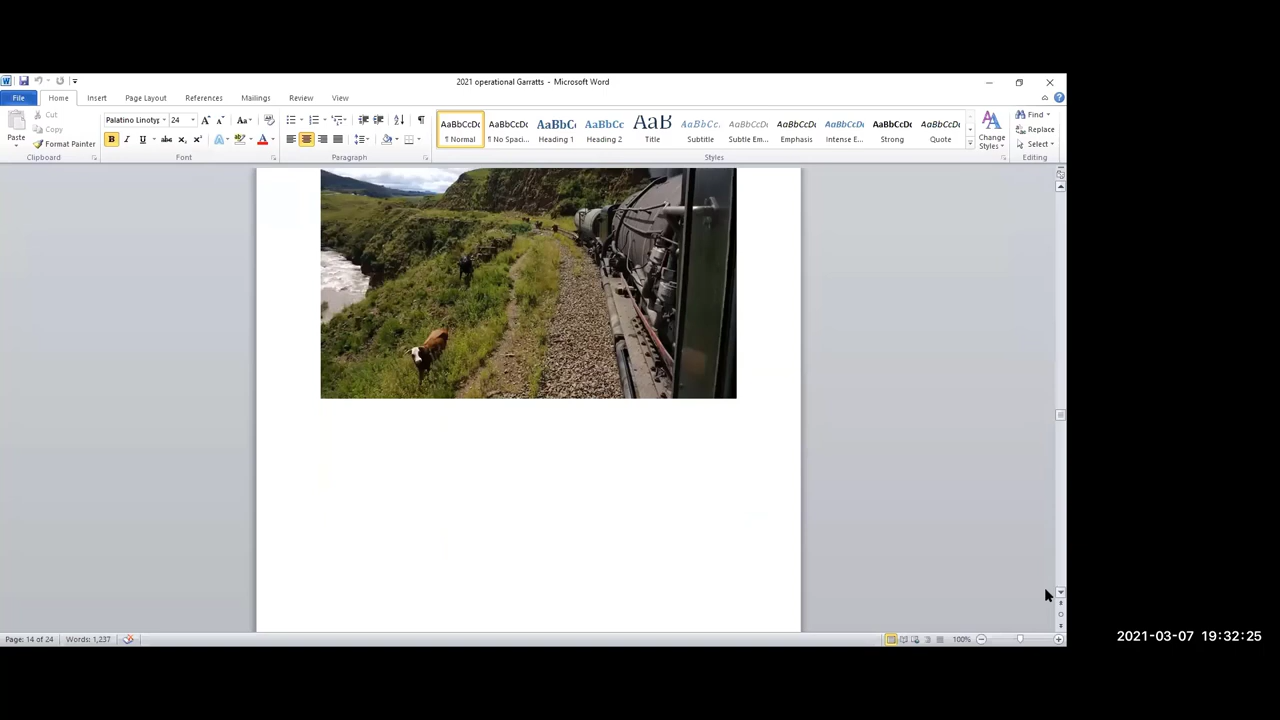 2021 operational Garratts - Microsoft Word
File Home Insert Page Layout References Mailings Review View
Paste
Cut
Copy
Format Painter
Clipboard
Palatino Linotyp 24
Font
Paragraph
AaBbCcDc AaBbCcDc AaBbC AaBbCc AaB AaBbCc. AaBbCcDc AaBbCcDc AaBbCcDc AaBbCcDc AaBbCcDc
¶ Normal ¶ No Spaci... Heading 1 Heading 2 Title Subtitle Subtle Em... Emphasis Intense E... Strong Quote
Styles
Change Styles
Find
Replace
Select
Editing
Page: 14 of 24 Words: 1,237 100%
2021-03-07 19:32:25